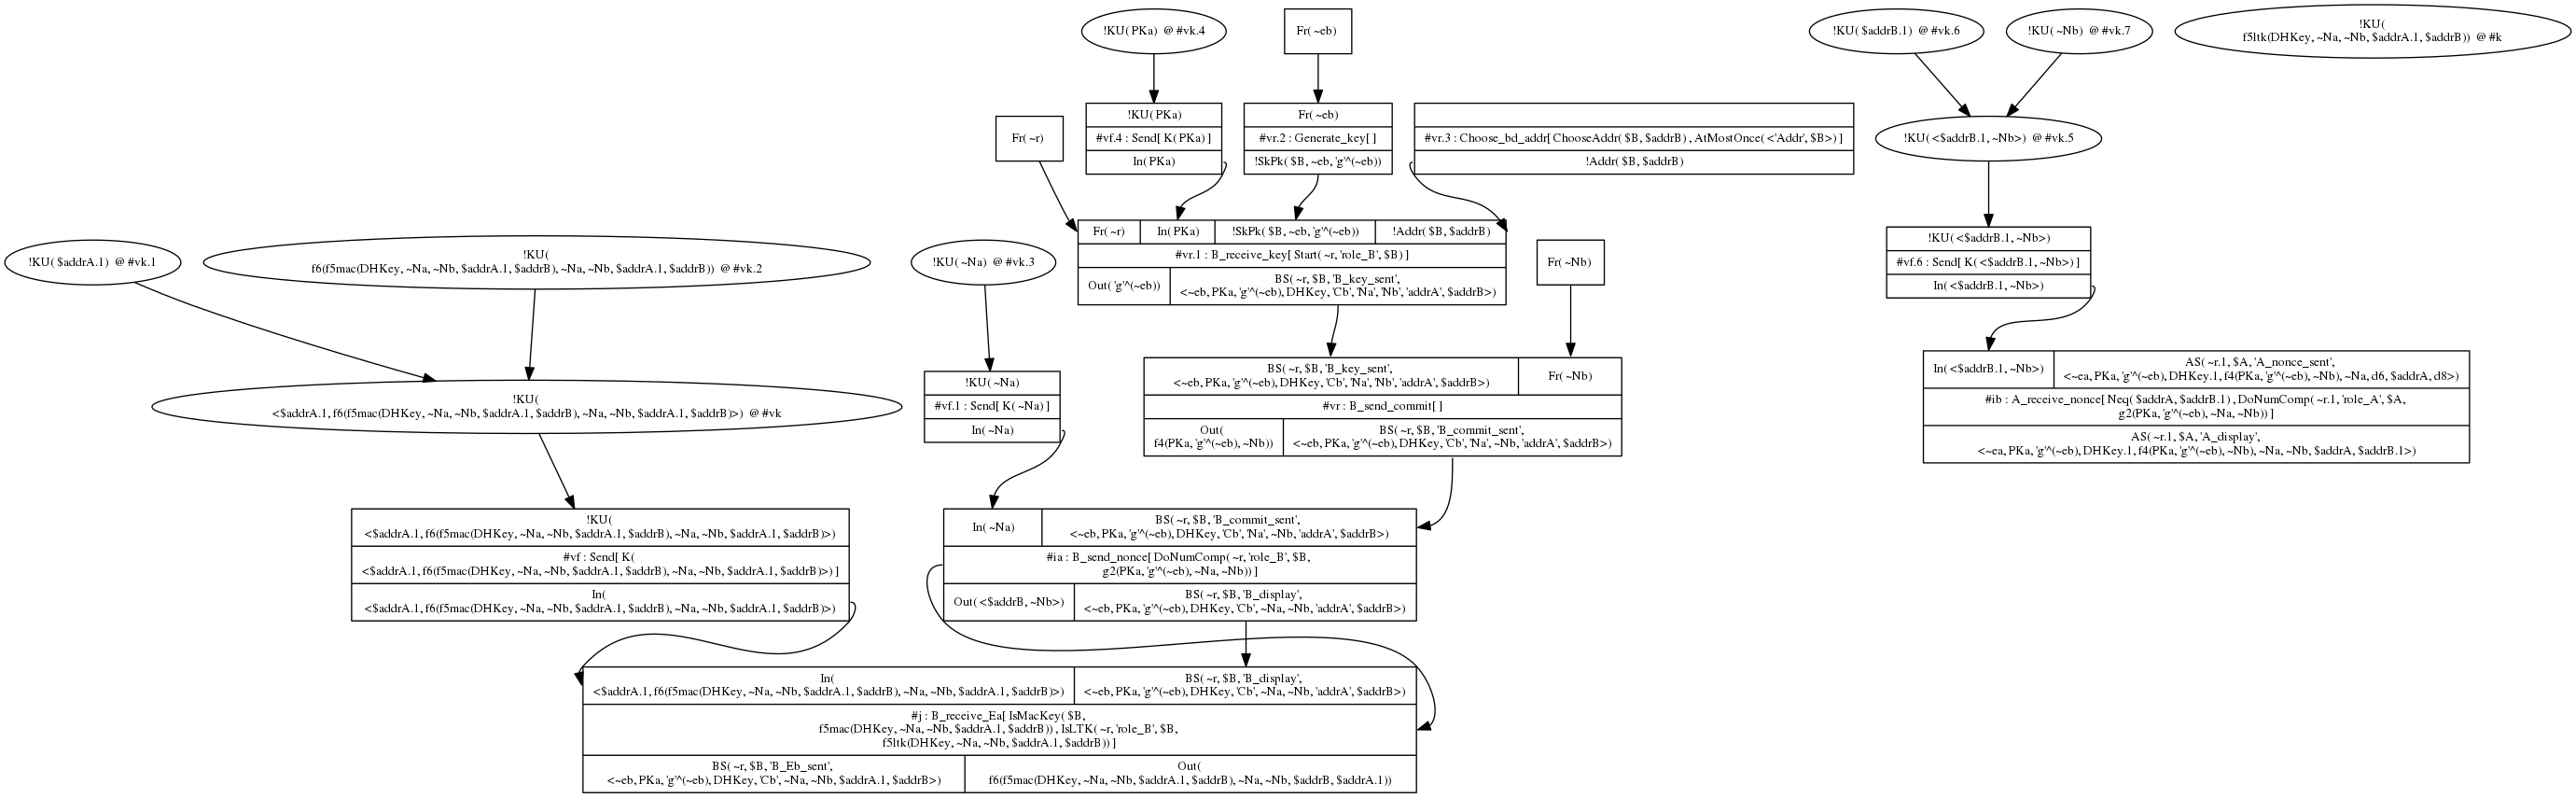 !KU( PKa) @ #vk.4
Fr( ~eb)
!KU( $addrB.1) @ #vk.6
!KU( ~Nb) @ #vk.7
!KU(
f5ltk(DHKey, ~Na, ~Nb, $addrA.1, $addrB)) @ #k
Fr( ~r)
!KU( PKa)
#vf.4 : Send[ K( PKa) ]
In( PKa)
Fr( ~eb)
#vr.2 : Generate_key[ ]
!SkPk( $B, ~eb, 'g'^(~eb))
#vr.3 : Choose_bd_addr[ ChooseAddr( $B, $addrB) , AtMostOnce( <'Addr', $B>) ]
!Addr( $B, $addrB)
!KU( <$addrB.1, ~Nb>) @ #vk.5
!KU( $addrA.1) @ #vk.1
!KU(
f6(f5mac(DHKey, ~Na, ~Nb, $addrA.1, $addrB), ~Na, ~Nb, $addrA.1, $addrB)) @ #vk.2
!KU( ~Na) @ #vk.3
Fr( ~r)
In( PKa)
!SkPk( $B, ~eb, 'g'^(~eb))
!Addr( $B, $addrB)
#vr.1 : B_receive_key[ Start( ~r, 'role_B', $B) ]
Out( 'g'^(~eb))
BS( ~r, $B, 'B_key_sent',
<~eb, PKa, 'g'^(~eb), DHKey, 'Cb', 'Na', 'Nb', 'addrA', $addrB>)
Fr( ~Nb)
!KU( <$addrB.1, ~Nb>)
#vf.6 : Send[ K( <$addrB.1, ~Nb>) ]
In( <$addrB.1, ~Nb>)
!KU(
<$addrA.1, f6(f5mac(DHKey, ~Na, ~Nb, $addrA.1, $addrB), ~Na, ~Nb, $addrA.1, $addrB)>) @ #vk
!KU( ~Na)
#vf.1 : Send[ K( ~Na) ]
In( ~Na)
BS( ~r, $B, 'B_key_sent',
<~eb, PKa, 'g'^(~eb), DHKey, 'Cb', 'Na', 'Nb', 'addrA', $addrB>)
Fr( ~Nb)
#vr : B_send_commit[ ]
Out(
f4(PKa, 'g'^(~eb), ~Nb))
BS( ~r, $B, 'B_commit_sent',
<~eb, PKa, 'g'^(~eb), DHKey, 'Cb', 'Na', ~Nb, 'addrA', $addrB>)
In( <$addrB.1, ~Nb>)
AS( ~r.1, $A, 'A_nonce_sent',
<~ea, PKa, 'g'^(~eb), DHKey.1, f4(PKa, 'g'^(~eb), ~Nb), ~Na, d6, $addrA, d8>)
#ib : A_receive_nonce[ Neq( $addrA, $addrB.1) , DoNumComp( ~r.1, 'role_A', $A,
g2(PKa, 'g'^(~eb), ~Na, ~Nb)) ]
AS( ~r.1, $A, 'A_display',
<~ea, PKa, 'g'^(~eb), DHKey.1, f4(PKa, 'g'^(~eb), ~Nb), ~Na, ~Nb, $addrA, $addrB.1>)
!KU(
<$addrA.1, f6(f5mac(DHKey, ~Na, ~Nb, $addrA.1, $addrB), ~Na, ~Nb, $addrA.1, $addrB)>)
#vf : Send[ K(
<$addrA.1, f6(f5mac(DHKey, ~Na, ~Nb, $addrA.1, $addrB), ~Na, ~Nb, $addrA.1, $addrB)>) ]
In(
<$addrA.1, f6(f5mac(DHKey, ~Na, ~Nb, $addrA.1, $addrB), ~Na, ~Nb, $addrA.1, $addrB)>)
In( ~Na)
BS( ~r, $B, 'B_commit_sent',
<~eb, PKa, 'g'^(~eb), DHKey, 'Cb', 'Na', ~Nb, 'addrA', $addrB>)
#ia : B_send_nonce[ DoNumComp( ~r, 'role_B', $B,
g2(PKa, 'g'^(~eb), ~Na, ~Nb)) ]
Out( <$addrB, ~Nb>)
BS( ~r, $B, 'B_display',
<~eb, PKa, 'g'^(~eb), DHKey, 'Cb', ~Na, ~Nb, 'addrA', $addrB>)
In(
<$addrA.1, f6(f5mac(DHKey, ~Na, ~Nb, $addrA.1, $addrB), ~Na, ~Nb, $addrA.1, $addrB)>)
BS( ~r, $B, 'B_display',
<~eb, PKa, 'g'^(~eb), DHKey, 'Cb', ~Na, ~Nb, 'addrA', $addrB>)
#j : B_receive_Ea[ IsMacKey( $B,
f5mac(DHKey, ~Na, ~Nb, $addrA.1, $addrB)) , IsLTK( ~r, 'role_B', $B,
f5ltk(DHKey, ~Na, ~Nb, $addrA.1, $addrB)) ]
BS( ~r, $B, 'B_Eb_sent',
<~eb, PKa, 'g'^(~eb), DHKey, 'Cb', ~Na, ~Nb, $addrA.1, $addrB>)
Out(
f6(f5mac(DHKey, ~Na, ~Nb, $addrA.1, $addrB), ~Na, ~Nb, $addrB, $addrA.1))